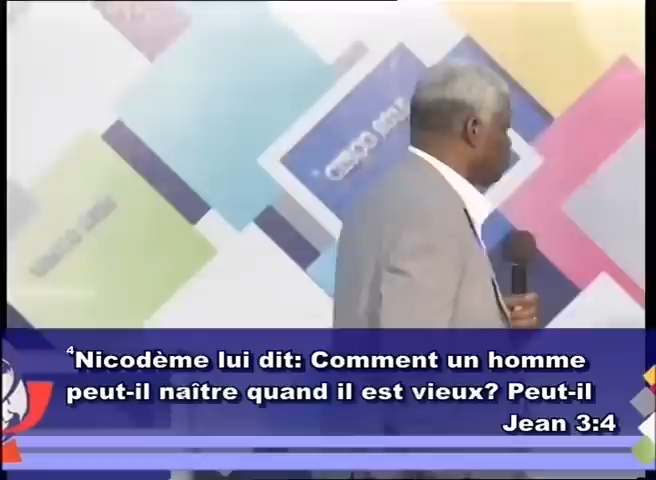 ⁴Nicodème lui dit: Comment un homme
peut-il naître quand il est vieux? Peut-il
Jean 3:4